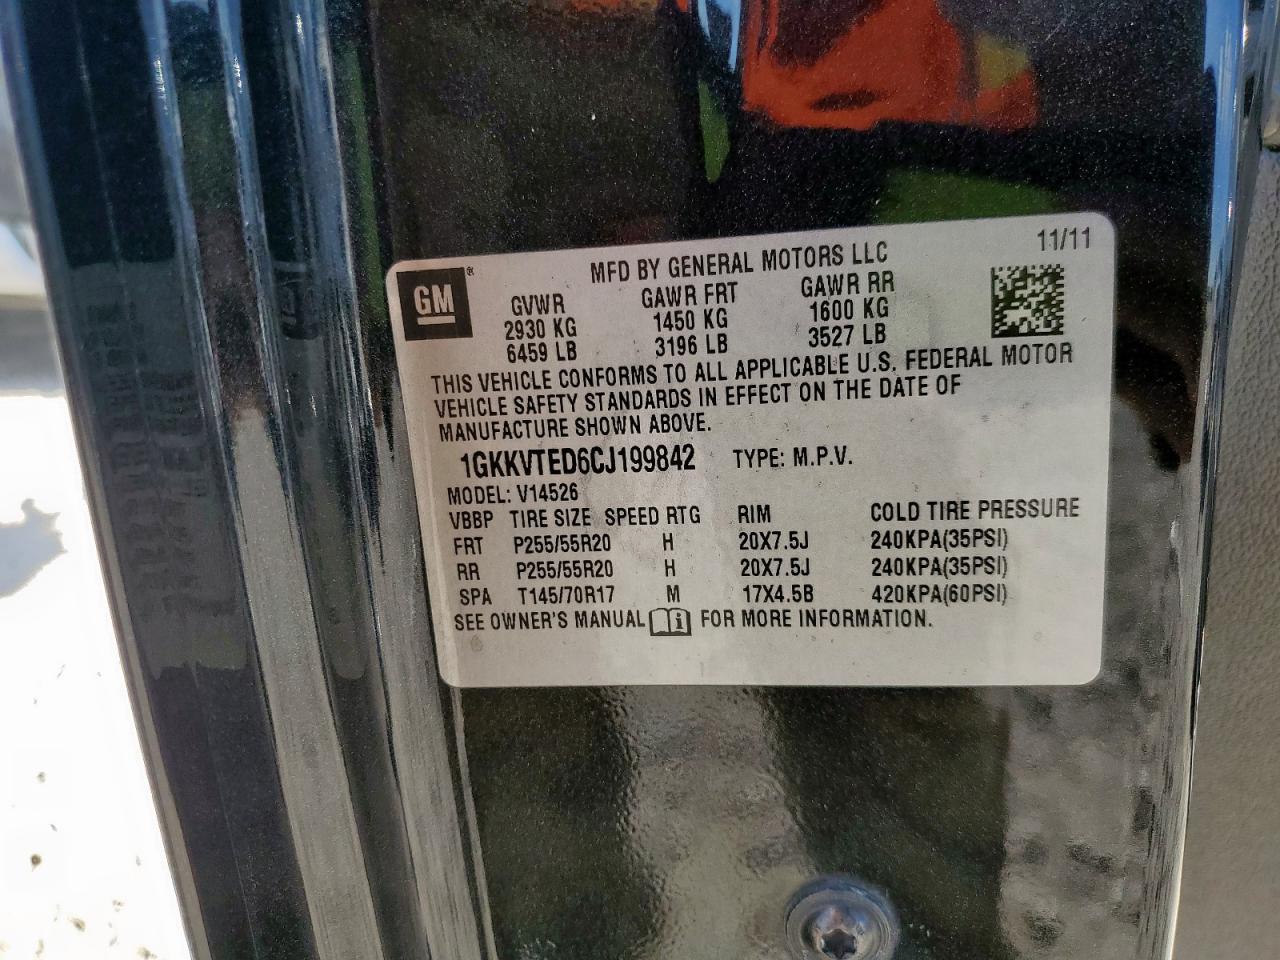 11/11
MFD BY GENERAL MOTORS LLC
GM ®
GVWR GAWR FRT GAWR RR
2930 KG 1450 KG 1600 KG
6459 LB 3196 LB 3527 LB
THIS VEHICLE CONFORMS TO ALL APPLICABLE U.S. FEDERAL MOTOR
VEHICLE SAFETY STANDARDS IN EFFECT ON THE DATE OF
MANUFACTURE SHOWN ABOVE.
1GKKVTED6CJ199842 TYPE: M.P.V.
MODEL: V14526
VBBP TIRE SIZE SPEED RTG RIM COLD TIRE PRESSURE
FRT P255/55R20 H 20X7.5J 240KPA(35PSI)
RR P255/55R20 H 20X7.5J 240KPA(35PSI)
SPA T145/70R17 M 17X4.5B 420KPA(60PSI)
SEE OWNER'S MANUAL i FOR MORE INFORMATION.